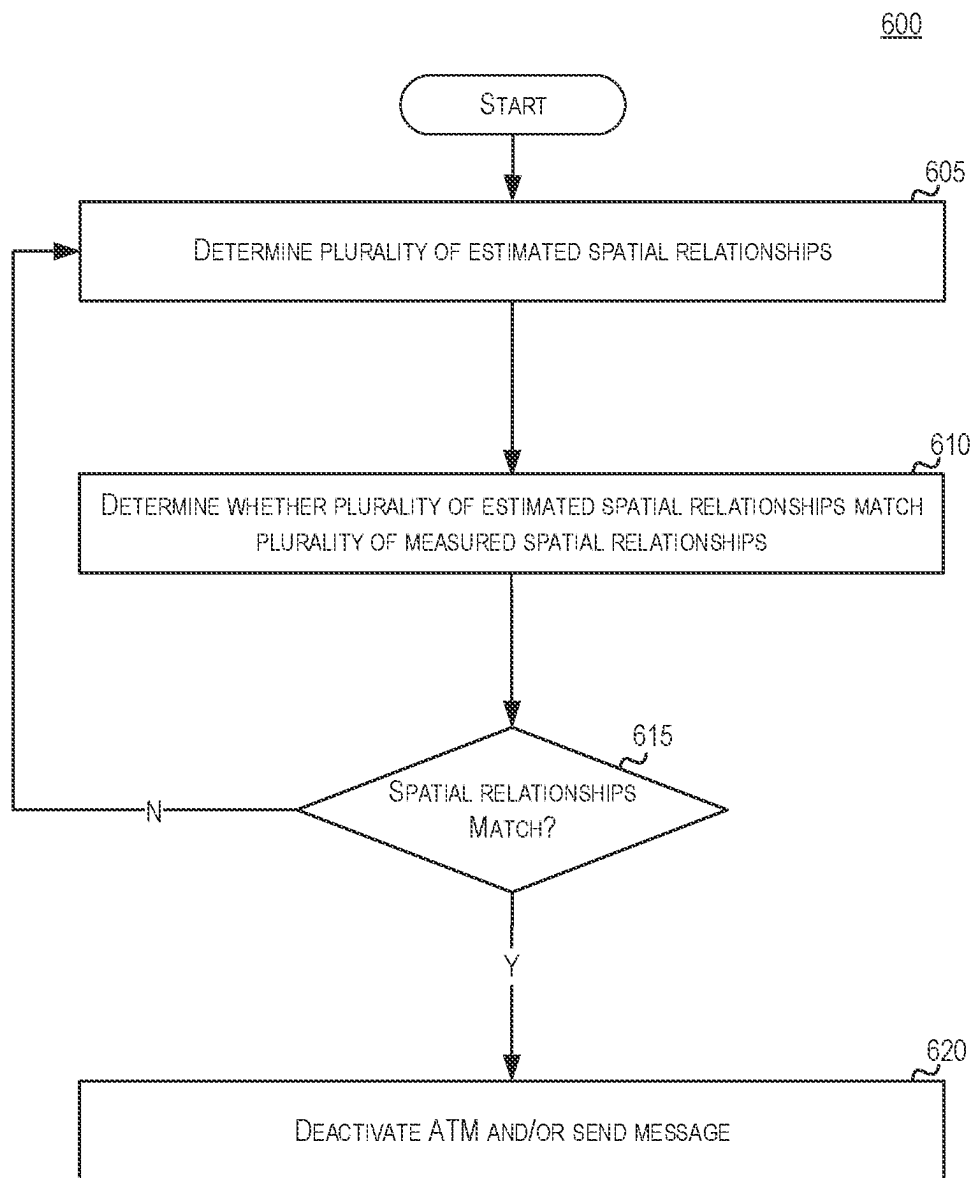 600
START
605
DETERMINE PLURALITY OF ESTIMATED SPATIAL RELATIONSHIPS
610
DETERMINE WHETHER PLURALITY OF ESTIMATED SPATIAL RELATIONSHIPS MATCH
PLURALITY OF MEASURED SPATIAL RELATIONSHIPS
615
SPATIAL RELATIONSHIPS
MATCH?
N
Y
620
DEACTIVATE ATM AND/OR SEND MESSAGE